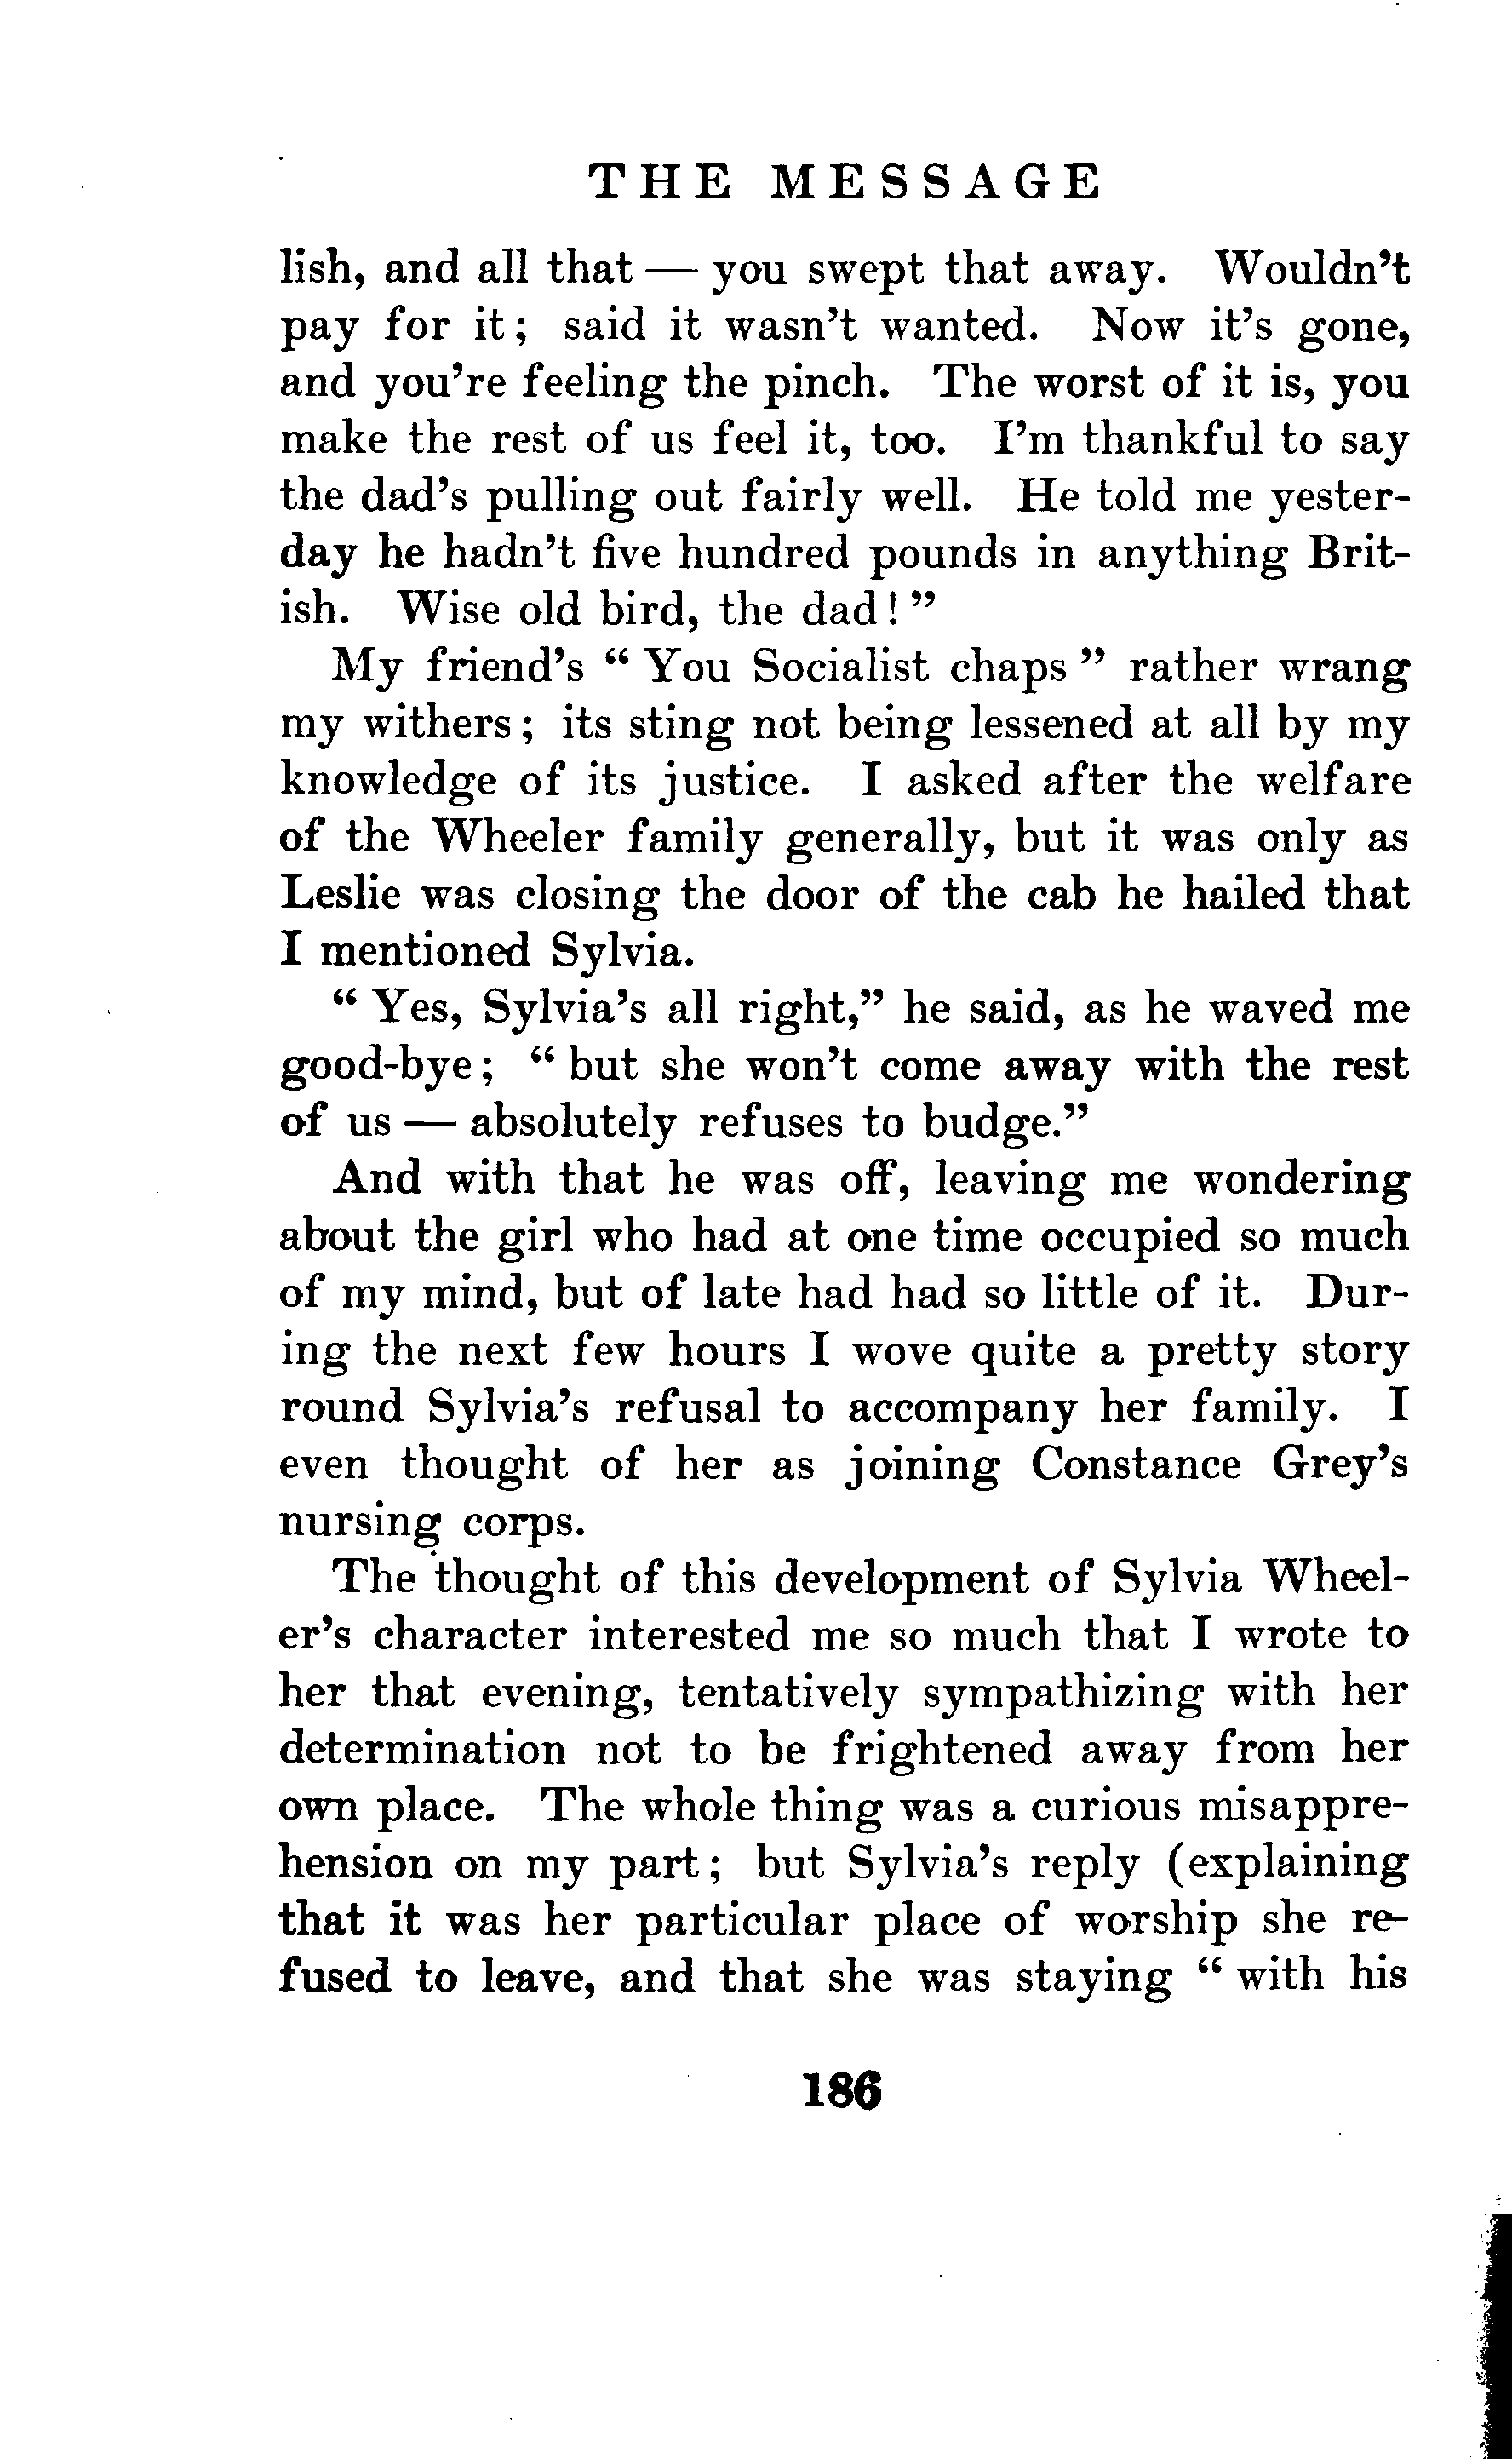 THE MESSAGE
lish, and all that — you swept that away. Wouldn't
pay for it; said it wasn't wanted. Now it's gone,
and you're feeling the pinch. The worst of it is, you
make the rest of us feel it, too. I'm thankful to say
the dad's pulling out fairly well. He told me yester-
day he hadn't five hundred pounds in anything Brit-
ish. Wise old bird, the dad!"
My friend's "You Socialist chaps" rather wrang
my withers; its sting not being lessened at all by my
knowledge of its justice. I asked after the welfare
of the Wheeler family generally, but it was only as
Leslie was closing the door of the cab he hailed that
I mentioned Sylvia.
"Yes, Sylvia's all right," he said, as he waved me
good-bye; "but she won't come away with the rest
of us — absolutely refuses to budge."
And with that he was off, leaving me wondering
about the girl who had at one time occupied so much
of my mind, but of late had had so little of it. Dur-
ing the next few hours I wove quite a pretty story
round Sylvia's refusal to accompany her family. I
even thought of her as joining Constance Grey's
nursing corps.
The thought of this development of Sylvia Wheel-
er's character interested me so much that I wrote to
her that evening, tentatively sympathizing with her
determination not to be frightened away from her
own place. The whole thing was a curious misappre-
hension on my part; but Sylvia's reply (explaining
that it was her particular place of worship she re-
fused to leave, and that she was staying "with his
186